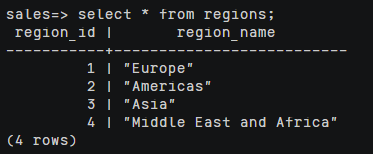 sales=> select * from regions;
 region_id |        region_name
-----------+---------------------------
         1 | "Europe"
         2 | "Americas"
         3 | "Asia"
         4 | "Middle East and Africa"
(4 rows)